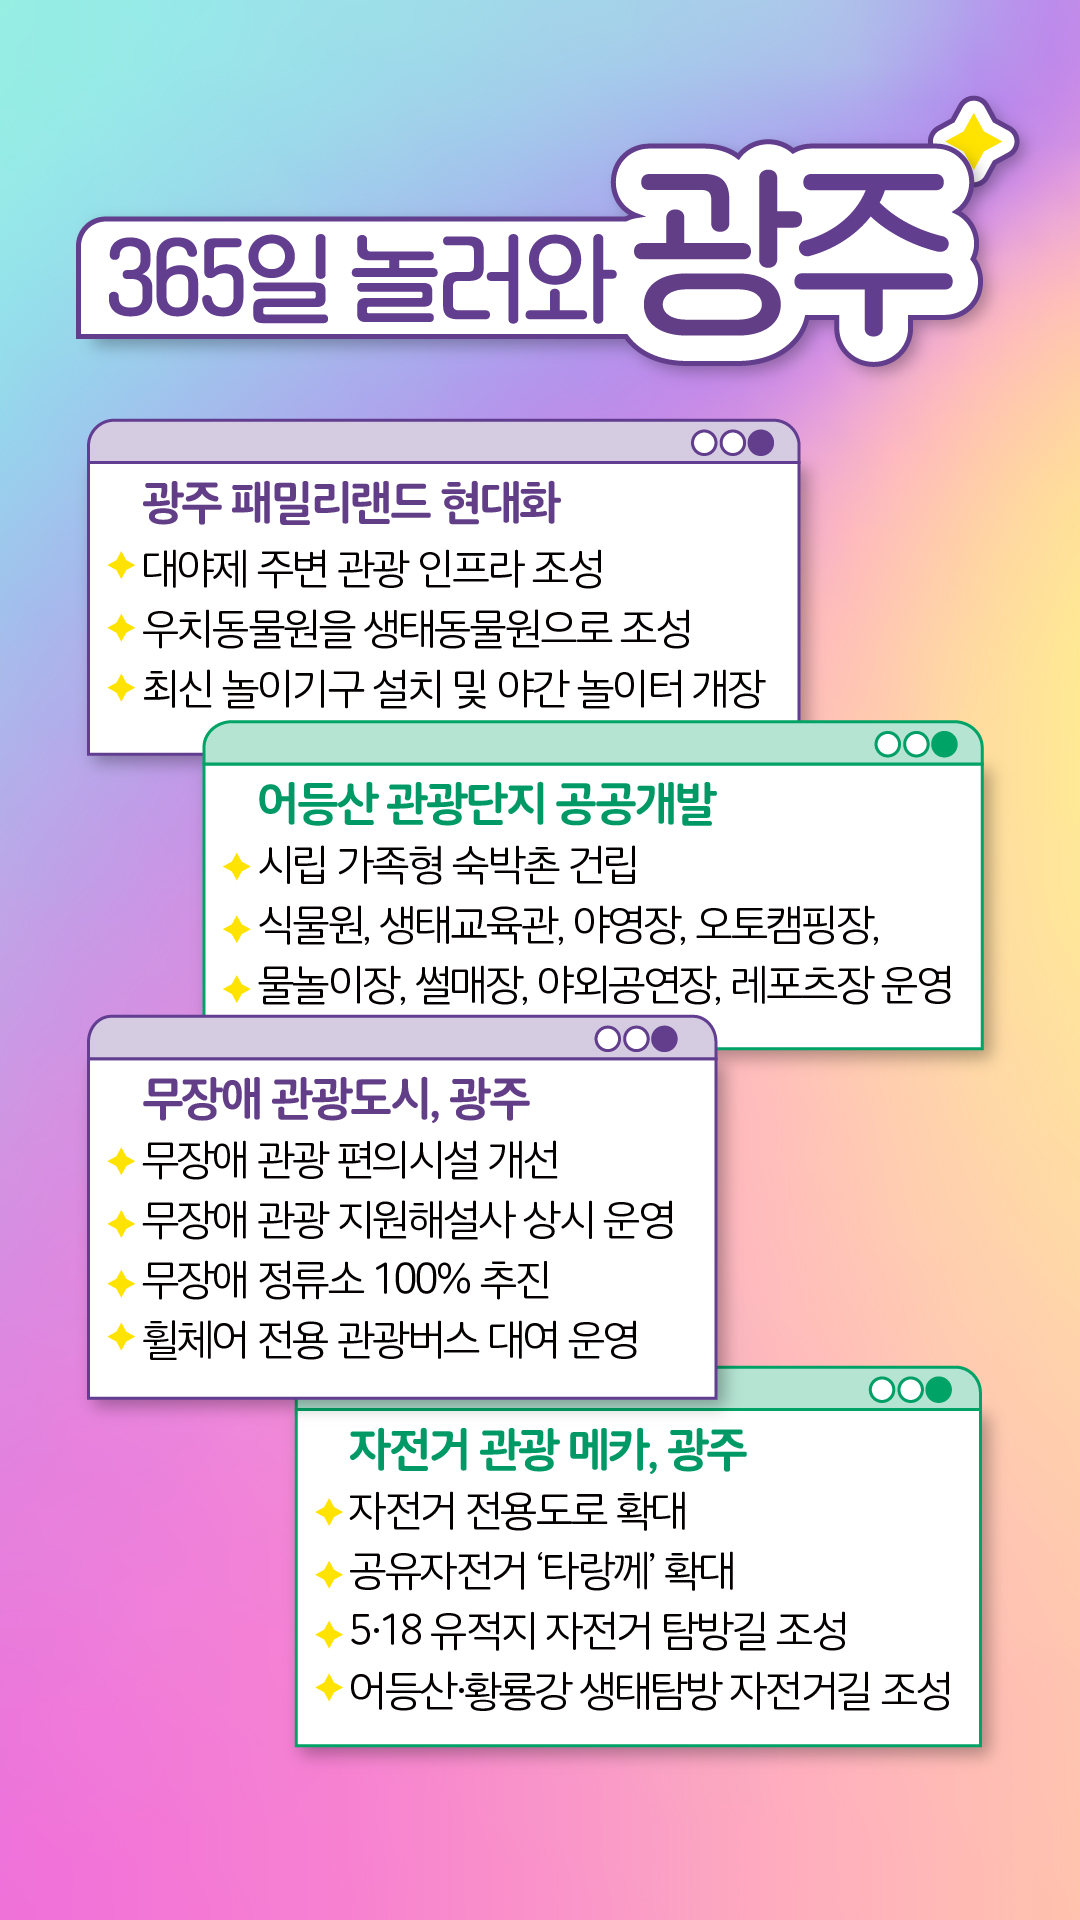 365일 놀러와 광주
광주 패밀리랜드 현대화
대야제 주변 관광 인프라 조성
우치동물원을 생태동물원으로 조성
최신 놀이기구 설치 및 야간 놀이터 개장
어등산 관광단지 공공개발
시립 가족형 숙박촌 건립
식물원, 생태교육관, 야영장, 오토캠핑장,
물놀이장, 썰매장, 야외공연장, 레포츠장 운영
무장애 관광도시, 광주
무장애 관광 편의시설 개선
무장애 관광 지원해설사 상시 운영
무장애 정류소 100% 추진
휠체어 전용 관광버스 대여 운영
자전거 관광 메카, 광주
자전거 전용도로 확대
공유자전거 ‘타랑께’ 확대
5·18 유적지 자전거 탐방길 조성
어등산·황룡강 생태탐방 자전거길 조성